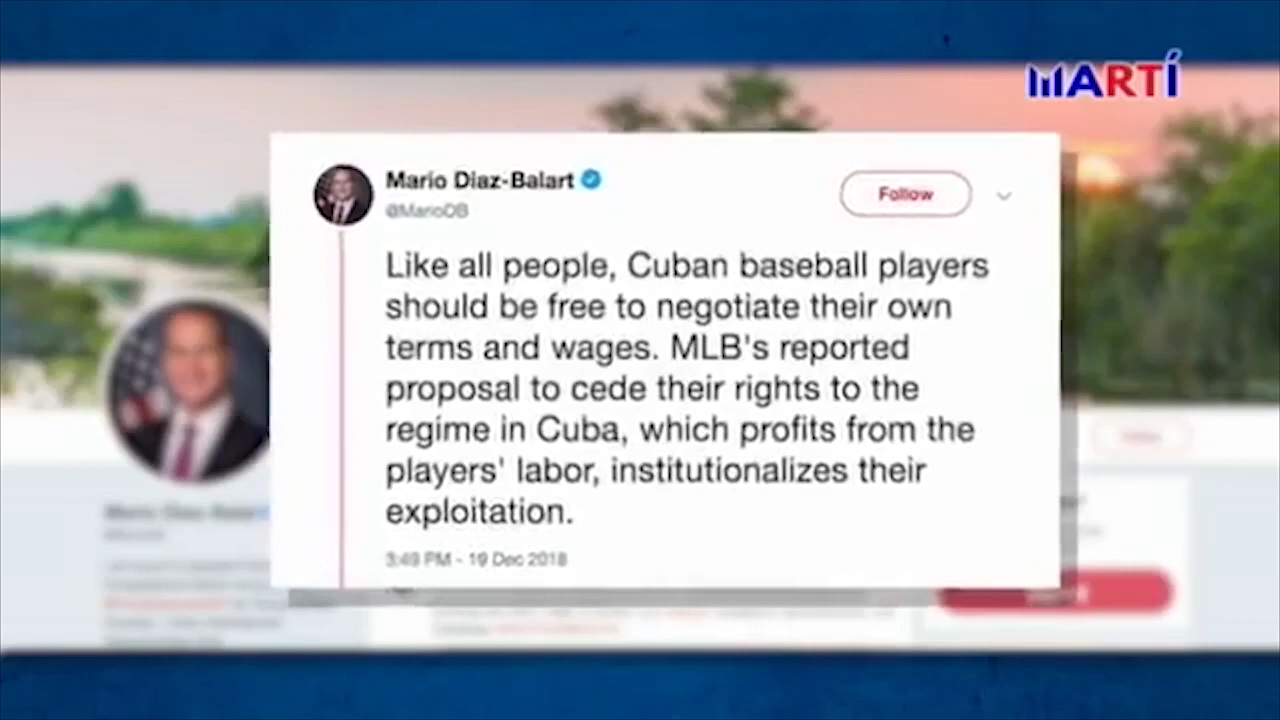 MARTÍ
Mario Diaz-Balart
@MarioDB
Follow
Like all people, Cuban baseball players
should be free to negotiate their own
terms and wages. MLB's reported
proposal to cede their rights to the
regime in Cuba, which profits from the
players' labor, institutionalizes their
exploitation.
3:49 PM - 19 Dec 2018